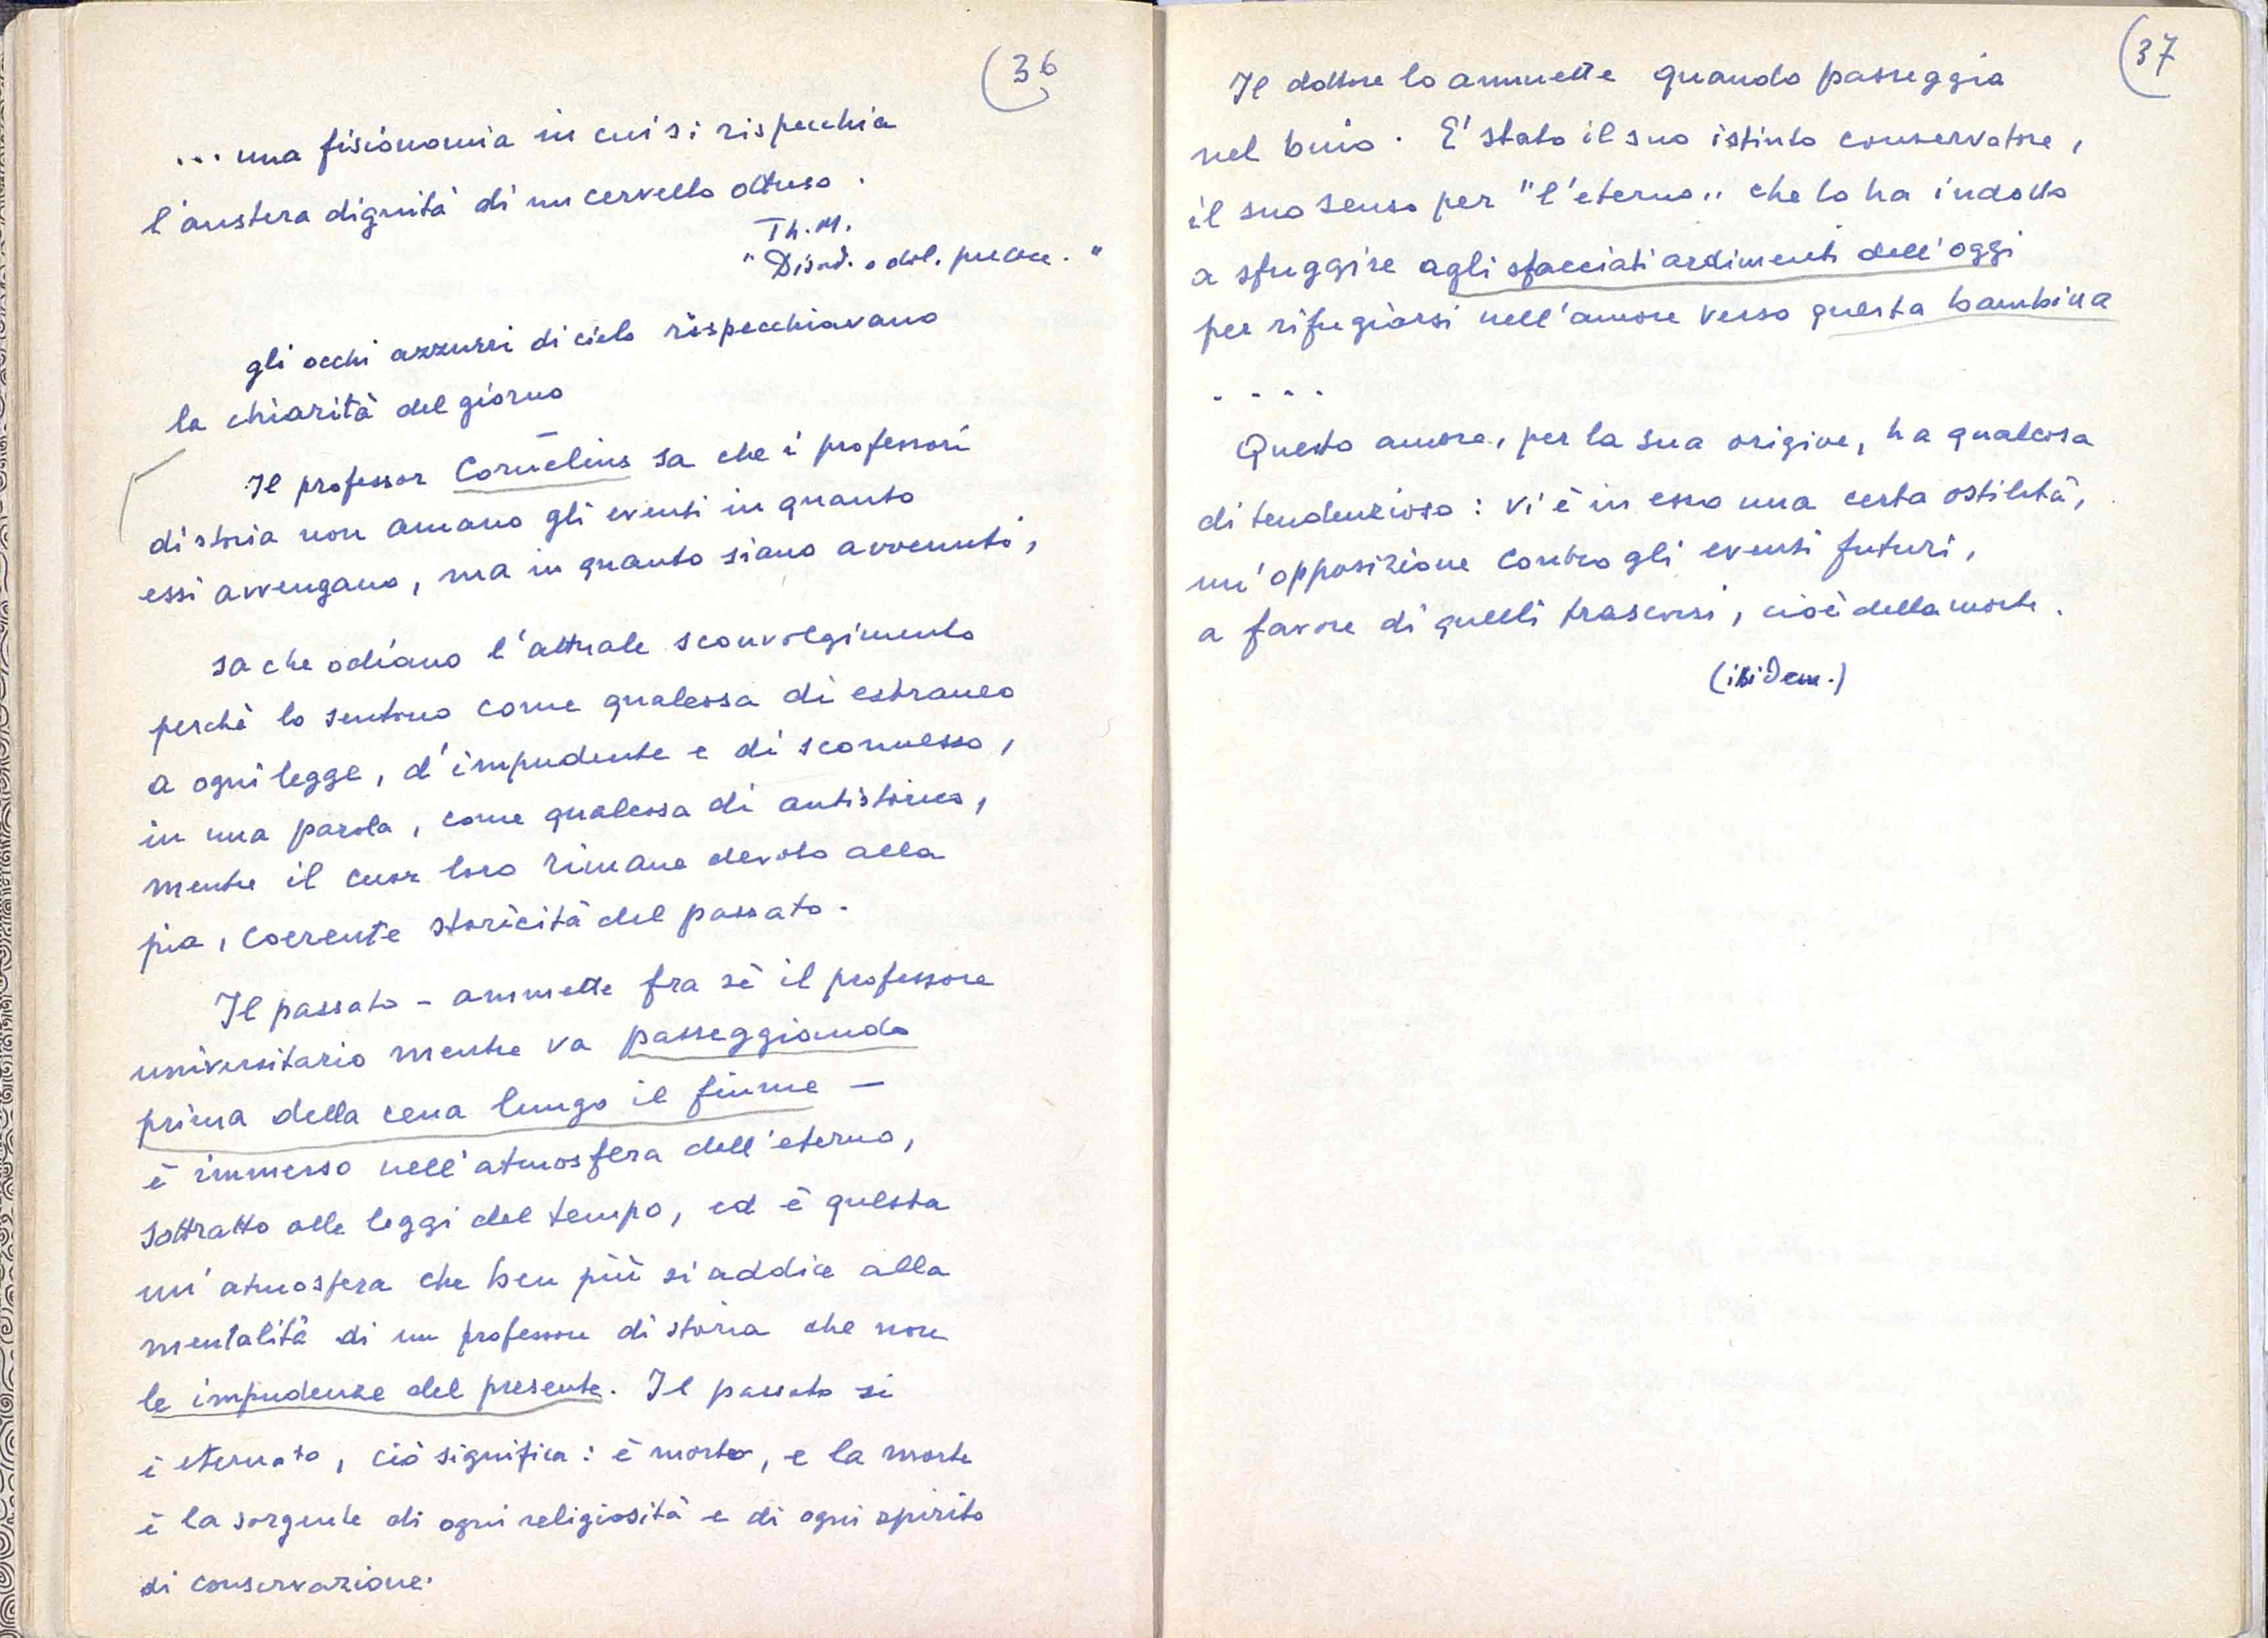 (36
... una fisionomia in cui si rispecchia
l'austera dignità di un cervello ottuso.
Th. M.
"Disord. e dol. precoce."
gli occhi azzurri di cielo rispecchiavano
la chiarità del giorno
—
Il professor Cornelius sa che i professori
di storia non amano gli eventi in quanto
essi avvengano, ma in quanto siano avvenuti,
sa che odiano l'attuale sconvolgimento
perchè lo sentono come qualcosa di estraneo
a ogni legge, d'impudente e di sconnesso,
in una parola, come qualcosa di antistorico,
mentre il cuor loro rimane devoto alla
pia, coerente storicità del passato.
Il passato - ammette fra sè il professore
universitario mentre va passeggiando
prima della cena lungo il fiume —
è immerso nell'atmosfera dell'eterno,
sottratto alle leggi del tempo, ed è questa
un'atmosfera che ben più si addice alla
mentalità di un professore di storia che non
le impudenze del presente. Il passato si
è eternato, ciò significa: è morto, e la morte
è la sorgente di ogni religiosità e di ogni spirito
di conservazione.
(37
Il dottore lo ammette quando passeggia
nel buio. E' stato il suo istinto conservatore,
il suo senso per "l'eterno" che lo ha indotto
a sfuggire agli sfacciati ardimenti dell'oggi
per rifugiarsi nell'amore verso questa bambina
. . . .
Questo amore, per la sua origine, ha qualcosa
di tendenzioso: vi è in esso una certa ostilità,
un'opposizione contro gli eventi futuri,
a favore di quelli trascorsi, cioè della morte.
(ibidem.)